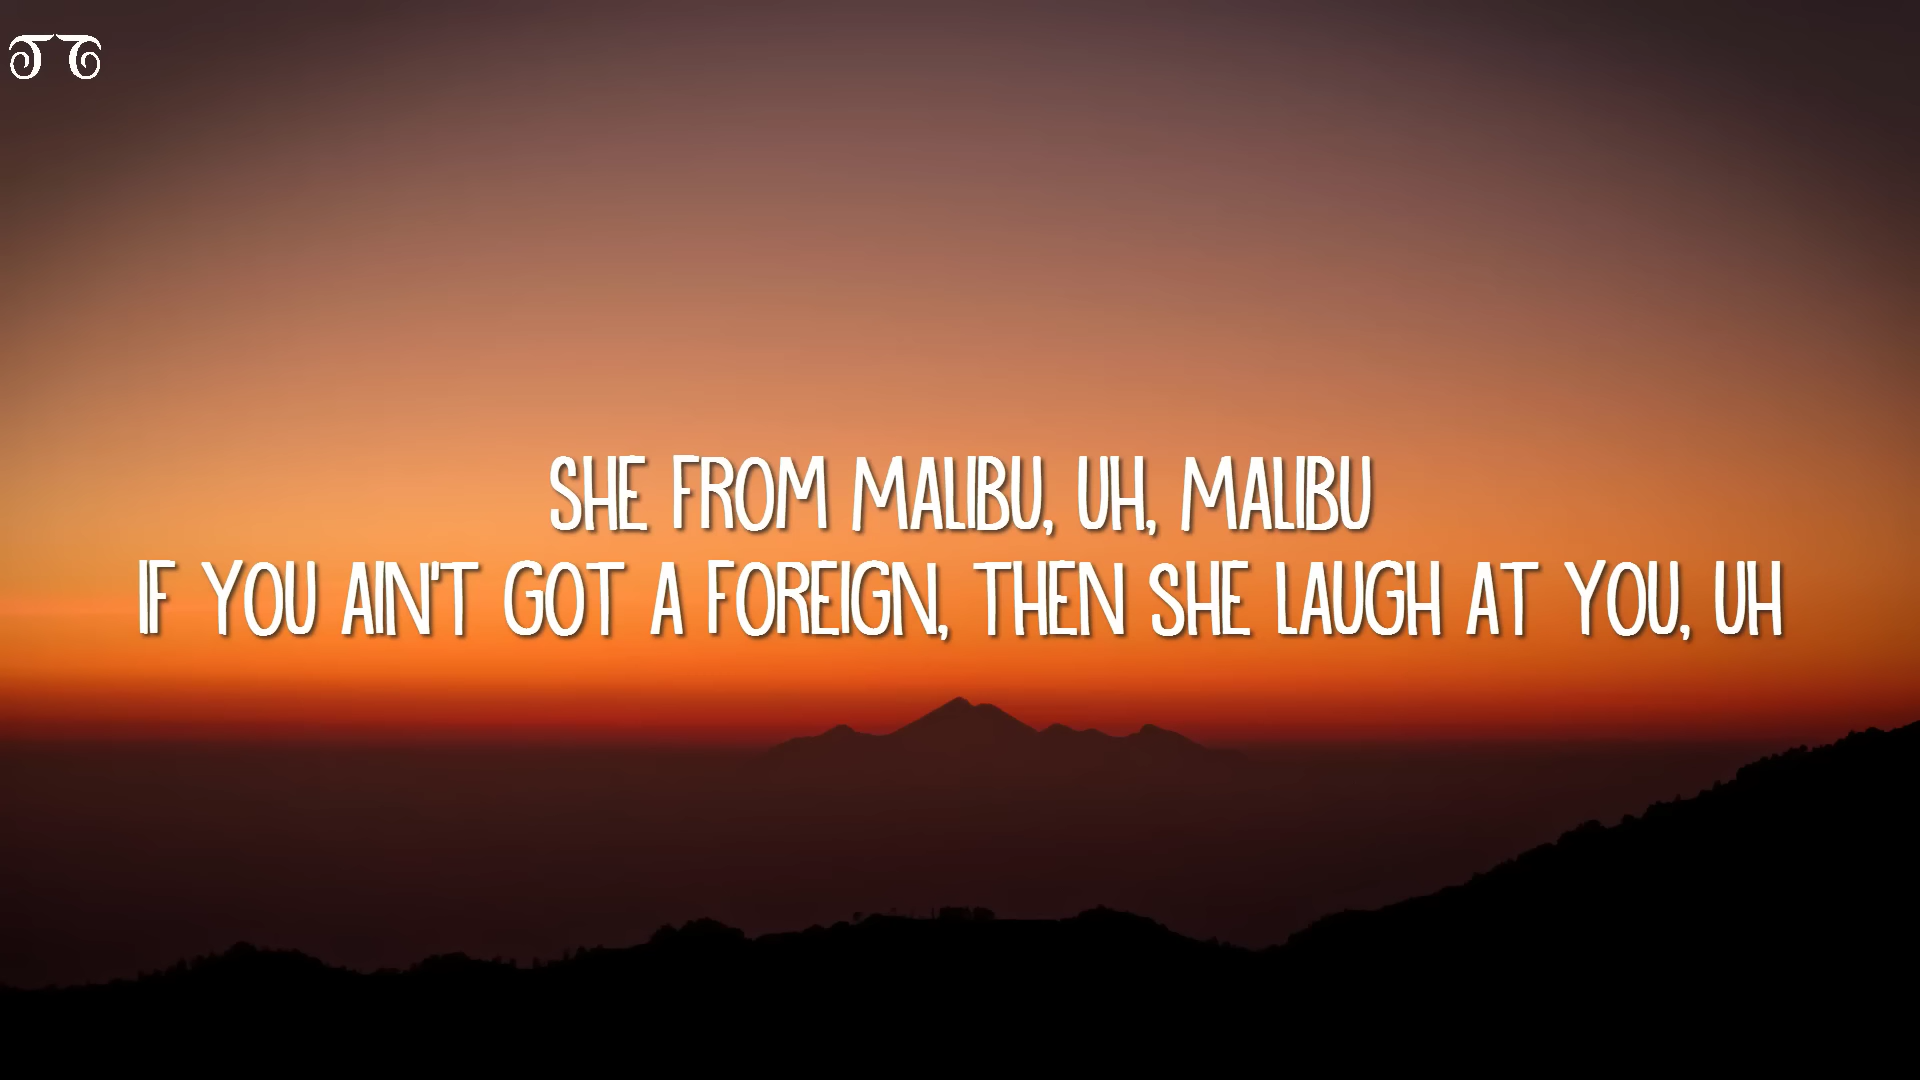 SHE FROM MALIBU, UH, MALIBU
IF YOU AIN'T GOT A FOREIGN, THEN SHE LAUGH AT YOU, UH